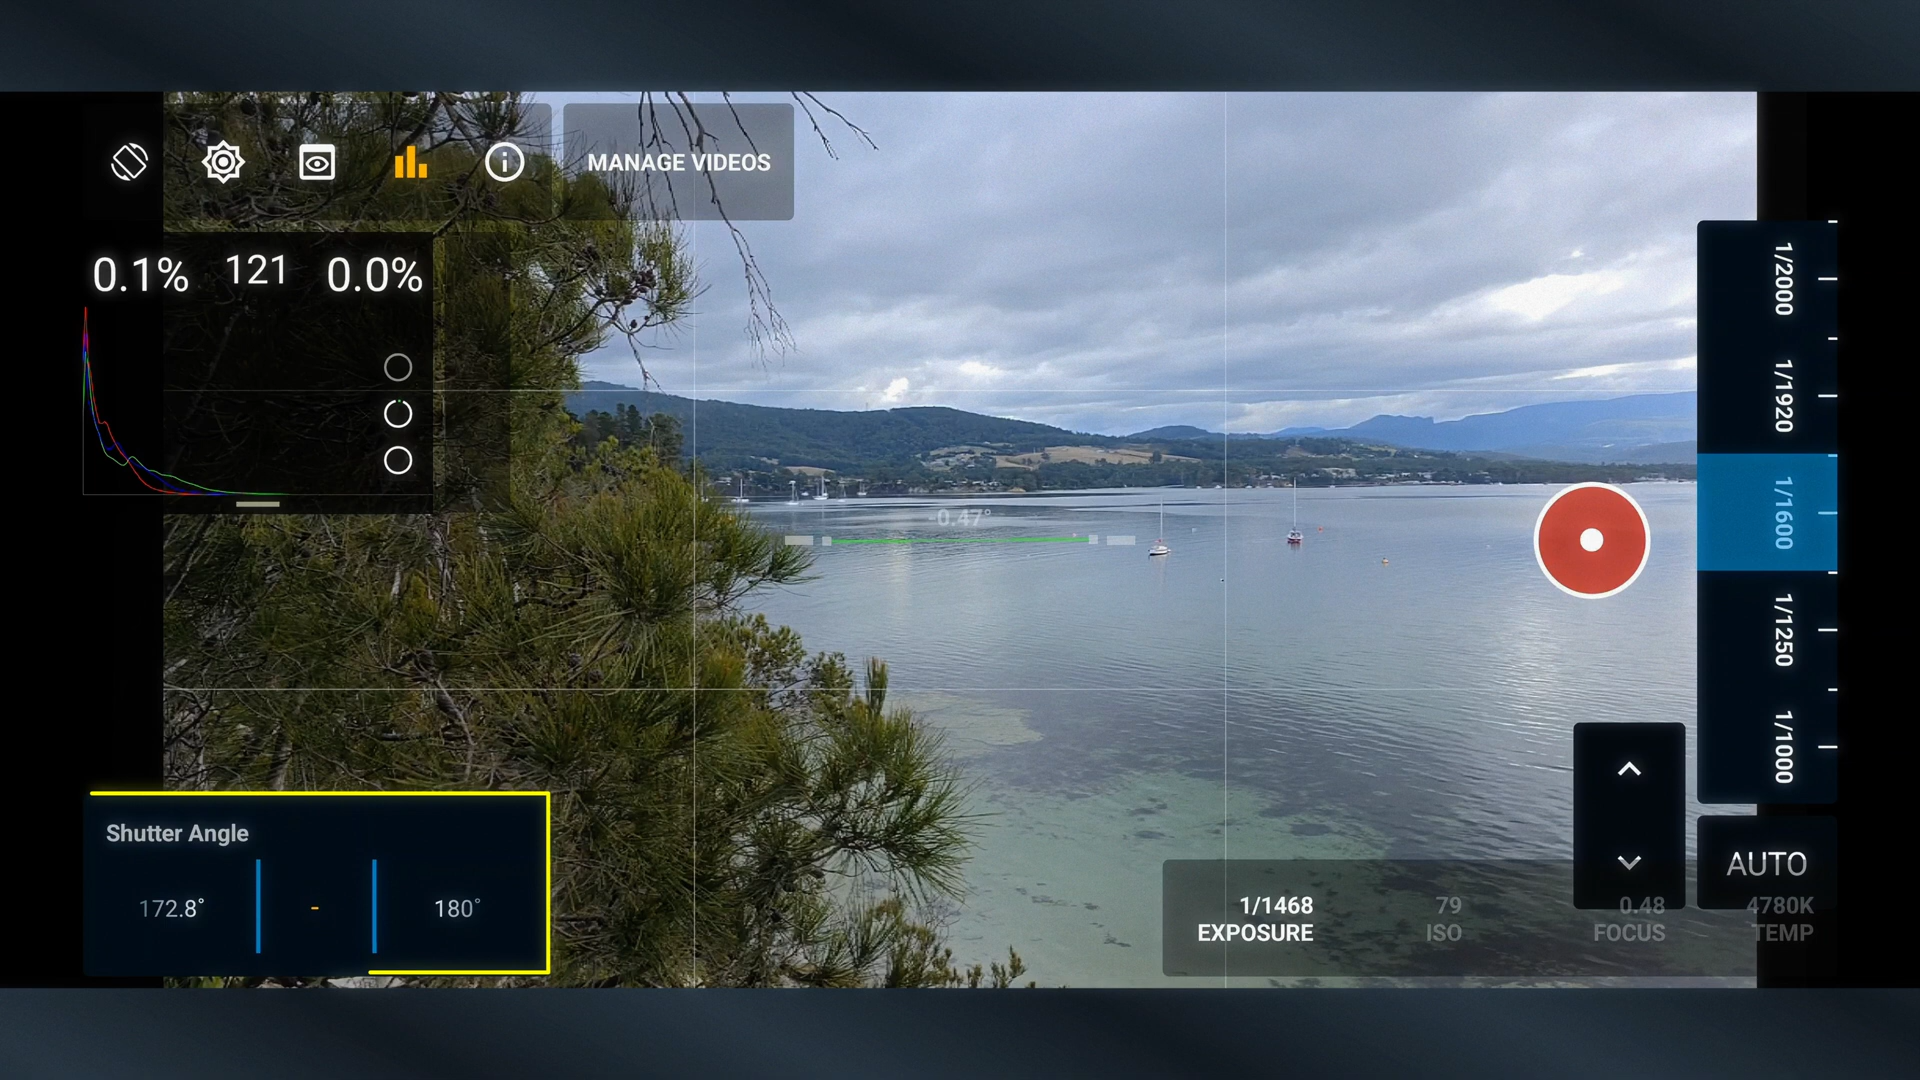 MANAGE VIDEOS
0.1% 121 0.0%
-0.47°
1/2000
1/1920
1/1600
1/1250
1/1000
Shutter Angle
172.8° - 180°
AUTO
1/1468 79 0.48 4780K
EXPOSURE ISO FOCUS TEMP